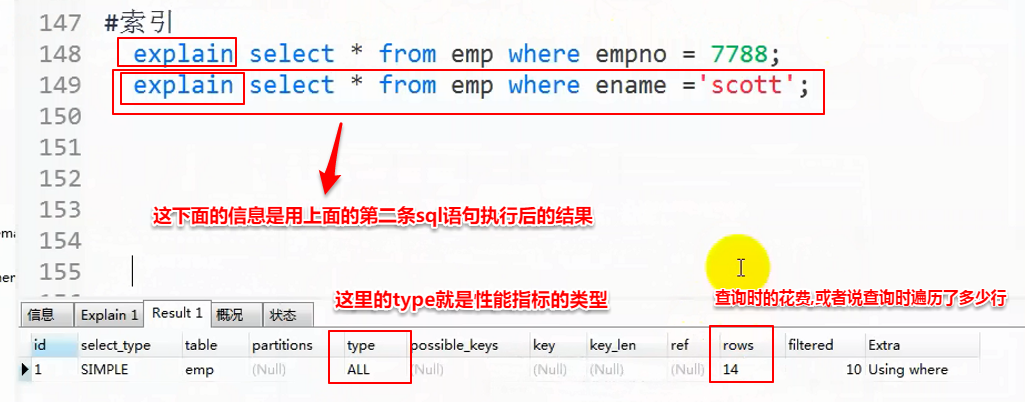 147 #索引
148 explain select * from emp where empno = 7788;
149 explain select * from emp where ename ='scott';
150
151
152
153
154
155
这下面的信息是用上面的第二条sql语句执行后的结果
这里的type就是性能指标的类型
查询时的花费,或者说查询时遍历了多少行
信息 Explain 1 Result 1 概况 状态
id select_type table partitions type possible_keys key key_len ref rows filtered Extra
1 SIMPLE emp (Null) ALL (Null) (Null) (Null) (Null) 14 10 Using where